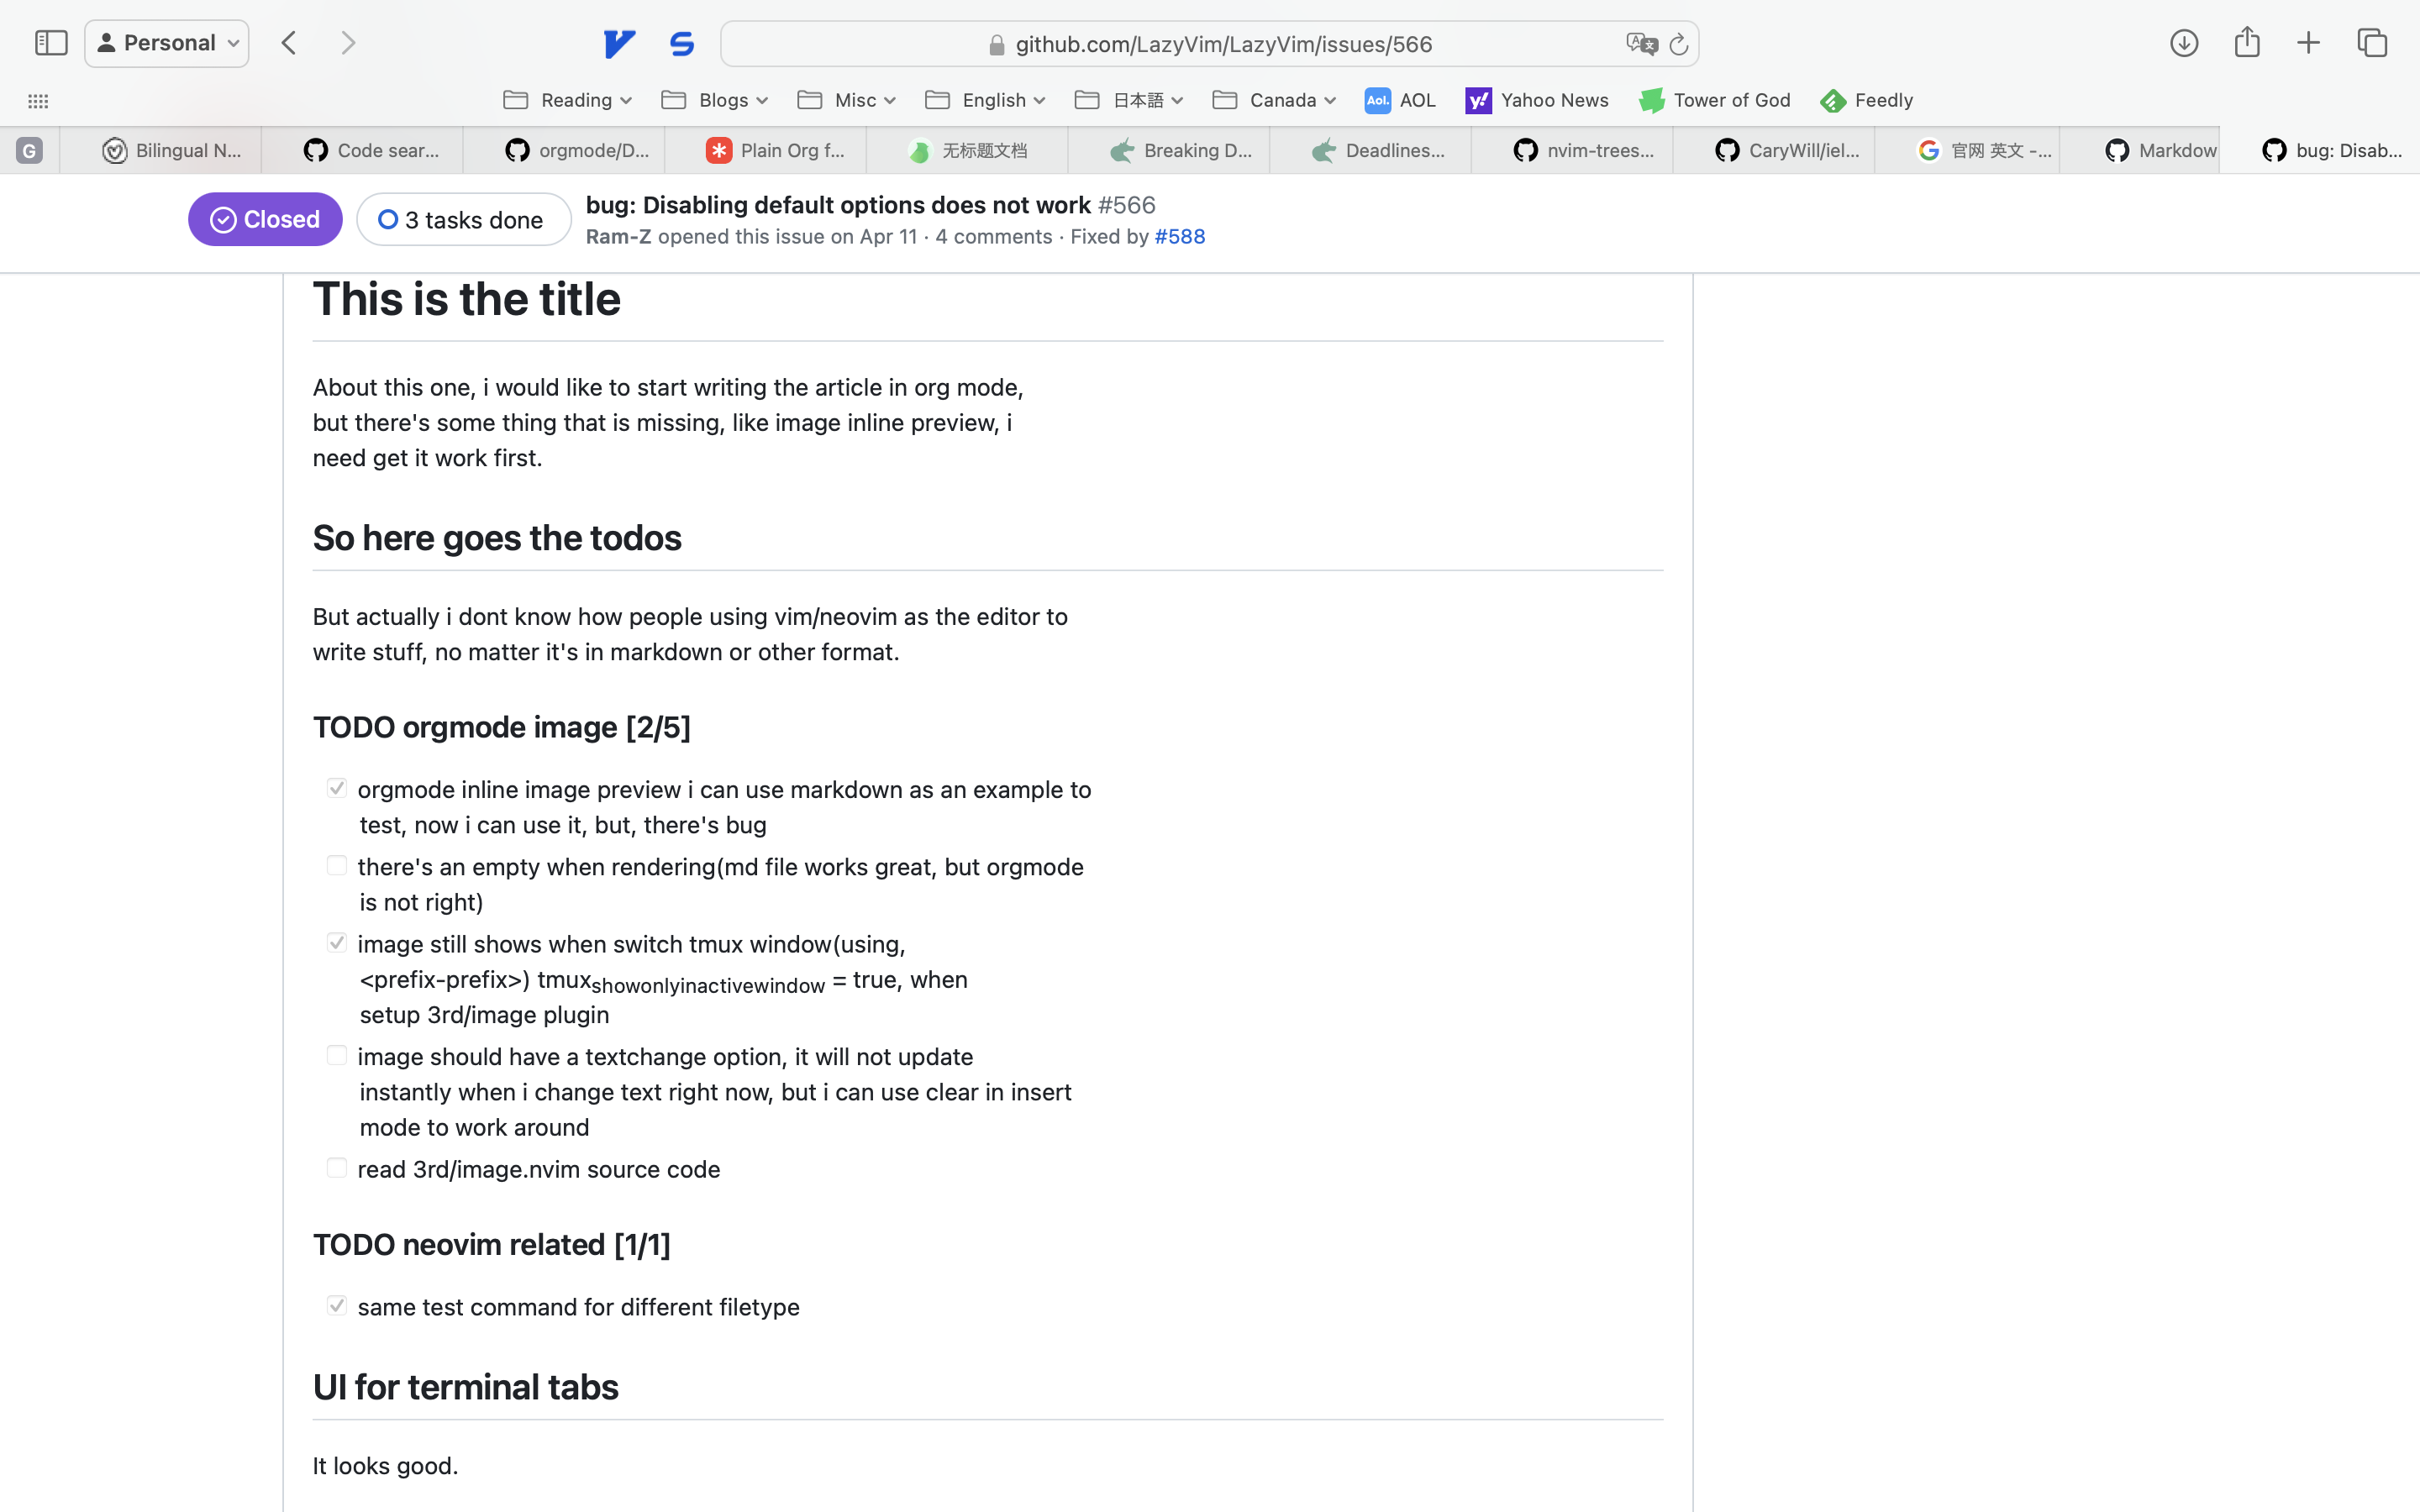 Personal
github.com/LazyVim/LazyVim/issues/566
Reading
Blogs
Misc
English
日本語
Canada
Aol.
AOL
y!
Yahoo News
Tower of God
Feedly
G
Bilingual N...
Code sear...
orgmode/D...
Plain Org f...
无标题文档
Breaking D...
Deadlines...
nvim-trees...
CaryWill/iel...
官网 英文 -...
Markdow
bug: Disab...
Closed
3 tasks done
bug: Disabling default options does not work #566
Ram-Z opened this issue on Apr 11 · 4 comments · Fixed by #588
This is the title
About this one, i would like to start writing the article in org mode,
but there's some thing that is missing, like image inline preview, i
need get it work first.
So here goes the todos
But actually i dont know how people using vim/neovim as the editor to
write stuff, no matter it's in markdown or other format.
TODO orgmode image [2/5]
orgmode inline image preview i can use markdown as an example to
test, now i can use it, but, there's bug
there's an empty when rendering(md file works great, but orgmode
is not right)
image still shows when switch tmux window(using,
<prefix-prefix>) tmuxshowonlyinactivewindow = true, when
setup 3rd/image plugin
image should have a textchange option, it will not update
instantly when i change text right now, but i can use clear in insert
mode to work around
read 3rd/image.nvim source code
TODO neovim related [1/1]
same test command for different filetype
UI for terminal tabs
It looks good.